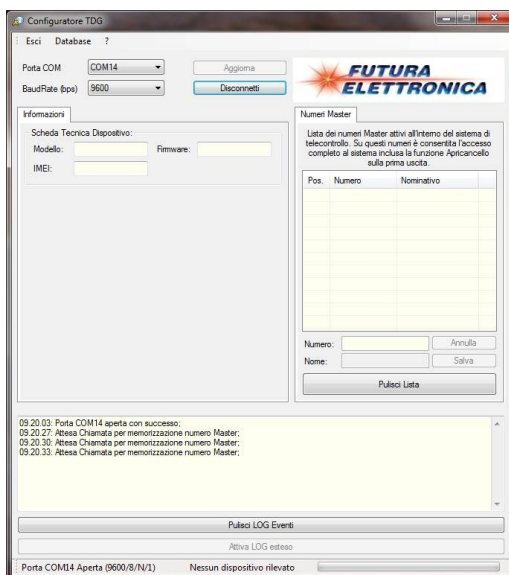 Configuratore TDG
Esci Database ?
Porta COM COM14 Aggiorna
BaudRate (bps) 9600 Disconnetti
FUTURA
ELETTRONICA
Informazioni
Scheda Tecnica Dispositivo:
Modello: Firmware:
IMEI:
Numeri Master
Lista dei numeri Master attivi all'interno del sistema di
telecontrollo. Su questi numeri è consentita l'accesso
completo al sistema inclusa la funzione Apricancello
sulla prima uscita.
Pos. Numero Nominativo
Numero: Annulla
Nome: Salva
Pulisci Lista
09.20.03: Porta COM14 aperta con successo;
09.20.27: Attesa Chiamata per memorizzazione numero Master;
09.20.30: Attesa Chiamata per memorizzazione numero Master;
09.20.33: Attesa Chiamata per memorizzazione numero Master;
Pulisci LOG Eventi
Attiva LOG esteso
Porta COM14 Aperta (9600/8/N/1) Nessun dispositivo rilevato